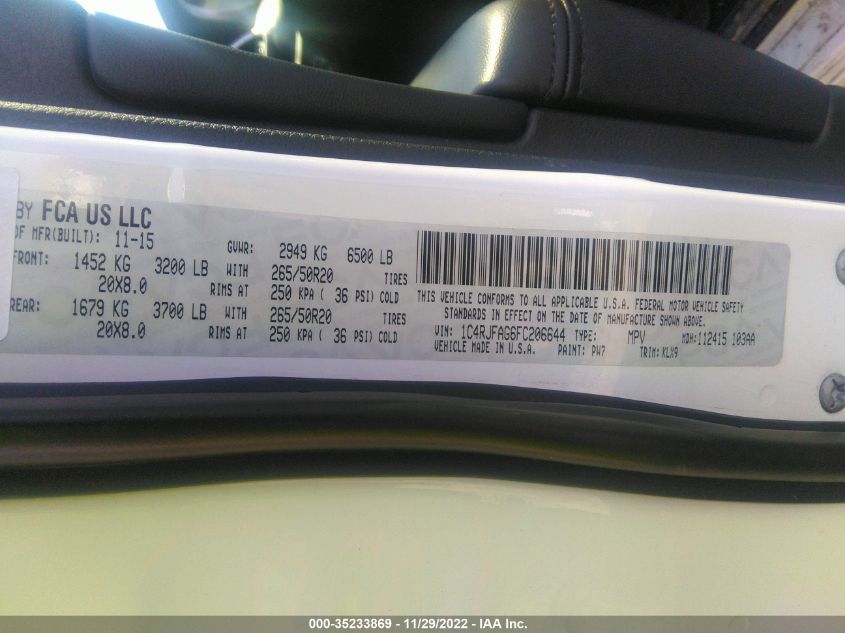 BY FCA US LLC
OF MFR(BUILT): 11-15 GVWR: 2949 KG 6500 LB
FRONT: 1452 KG 3200 LB WITH 265/50R20 TIRES
20X8.0 RIMS AT 250 KPA ( 36 PSI) COLD
REAR: 1679 KG 3700 LB WITH 265/50R20 TIRES
20X8.0 RIMS AT 250 KPA ( 36 PSI) COLD
THIS VEHICLE CONFORMS TO ALL APPLICABLE U.S.A. FEDERAL MOTOR VEHICLE SAFETY
STANDARDS IN EFFECT ON THE DATE OF MANUFACTURE SHOWN ABOVE.
VIN: 1C4RJFAG6FC206644 TYPE: MPV MDH:112415 103AA
VEHICLE MADE IN U.S.A. PAINT: PW7 TRIM: KLX9
000-35233869 | 11/29/2022 | IAA Inc.